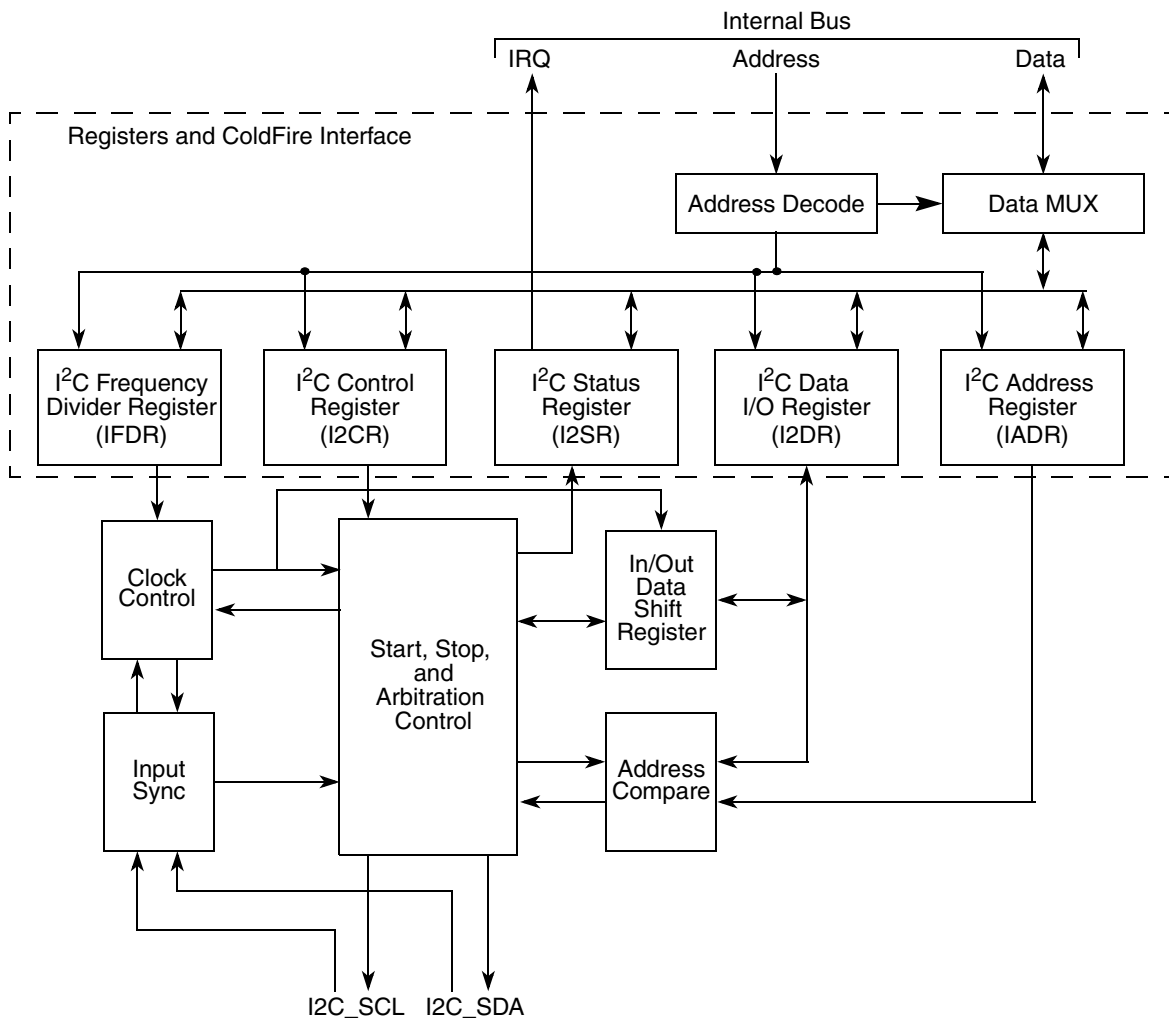 Internal Bus
IRQ
Address
Data
Registers and ColdFire Interface
Address Decode
Data MUX
I²C Frequency
Divider Register
(IFDR)
I²C Control
Register
(I2CR)
I²C Status
Register
(I2SR)
I²C Data
I/O Register
(I2DR)
I²C Address
Register
(IADR)
Clock
Control
In/Out
Data
Shift
Register
Start, Stop,
and
Arbitration
Control
Input
Sync
Address
Compare
I2C_SCL
I2C_SDA